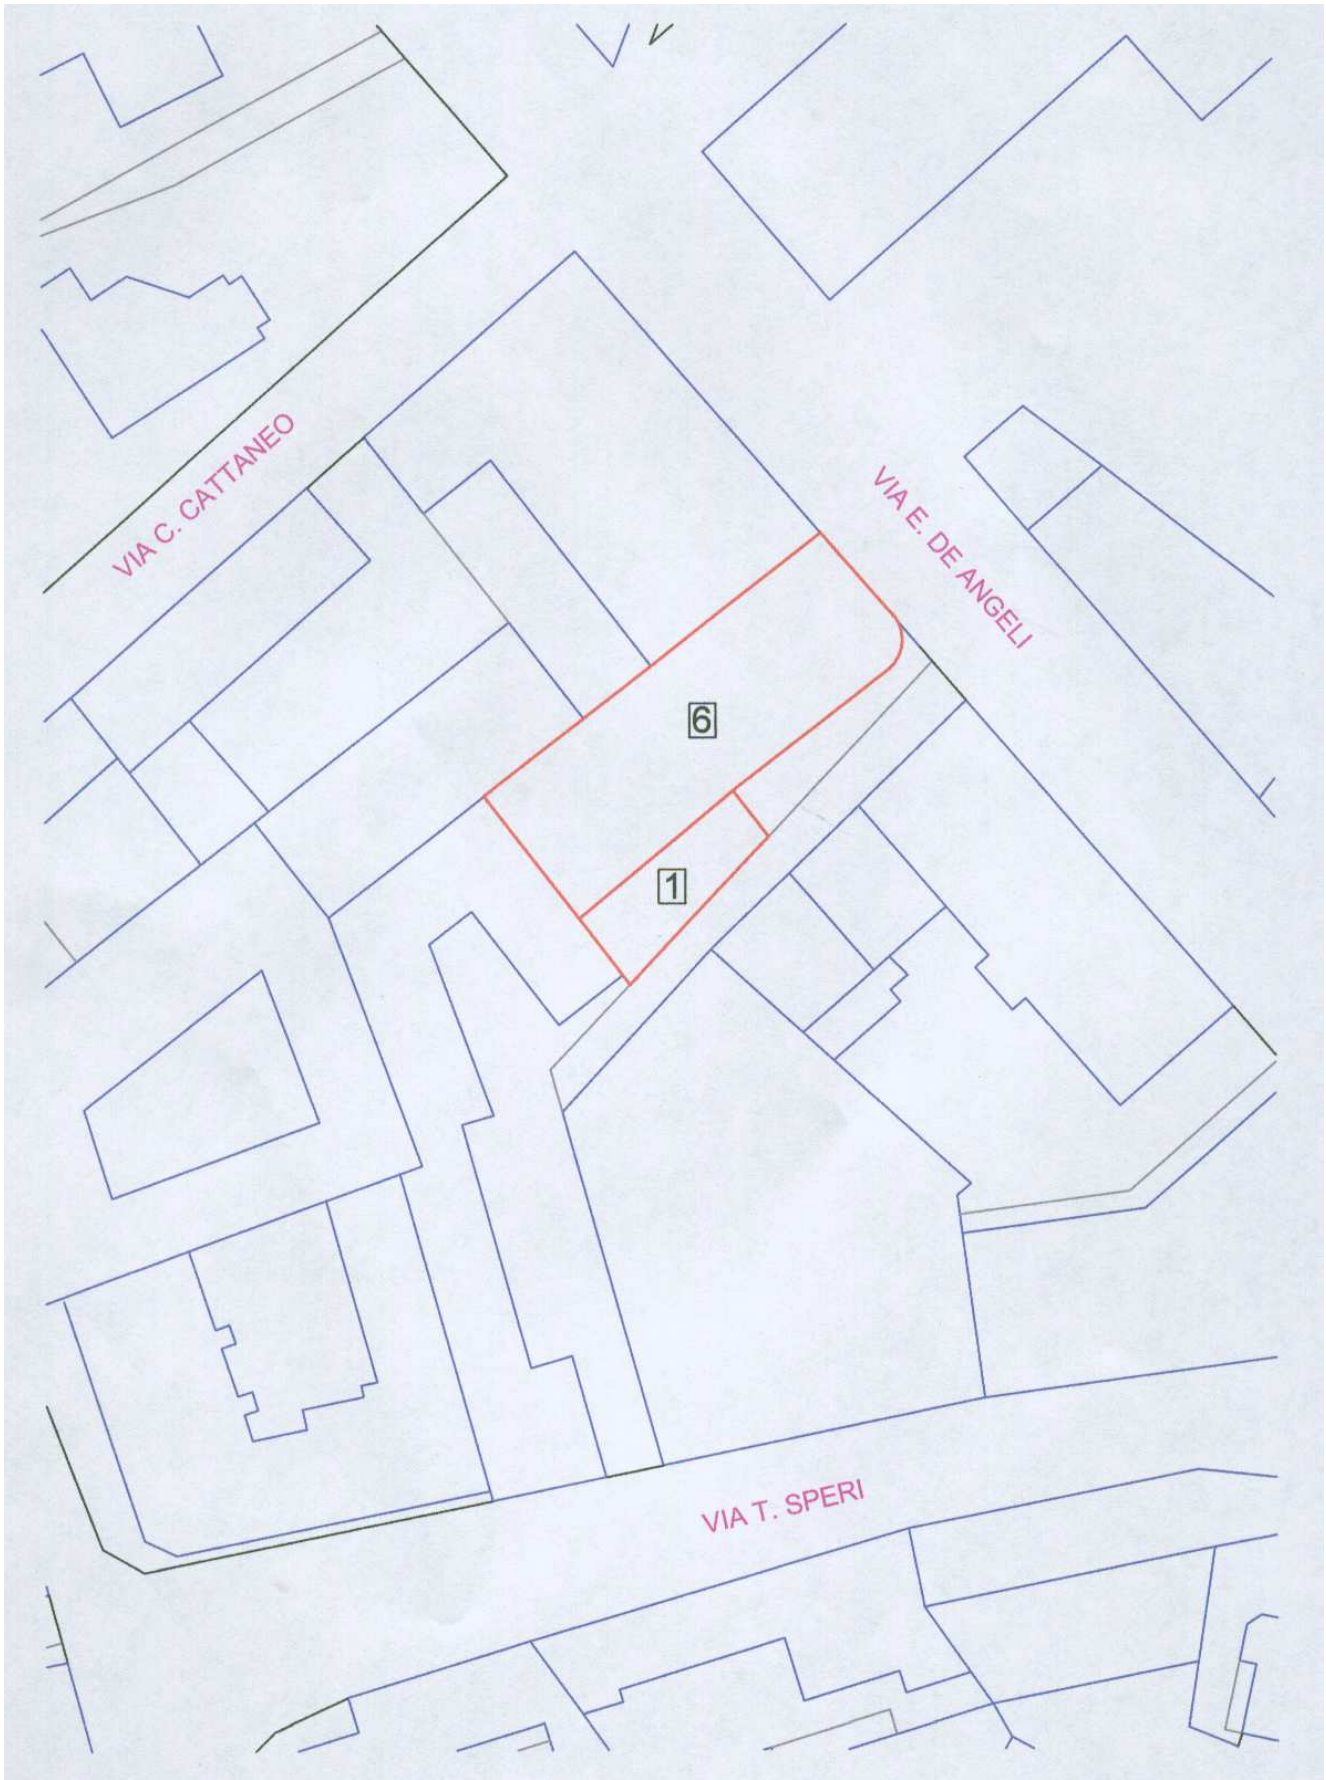 VIA C. CATTANEO
VIA E. DE ANGELI
6
1
VIA T. SPERI